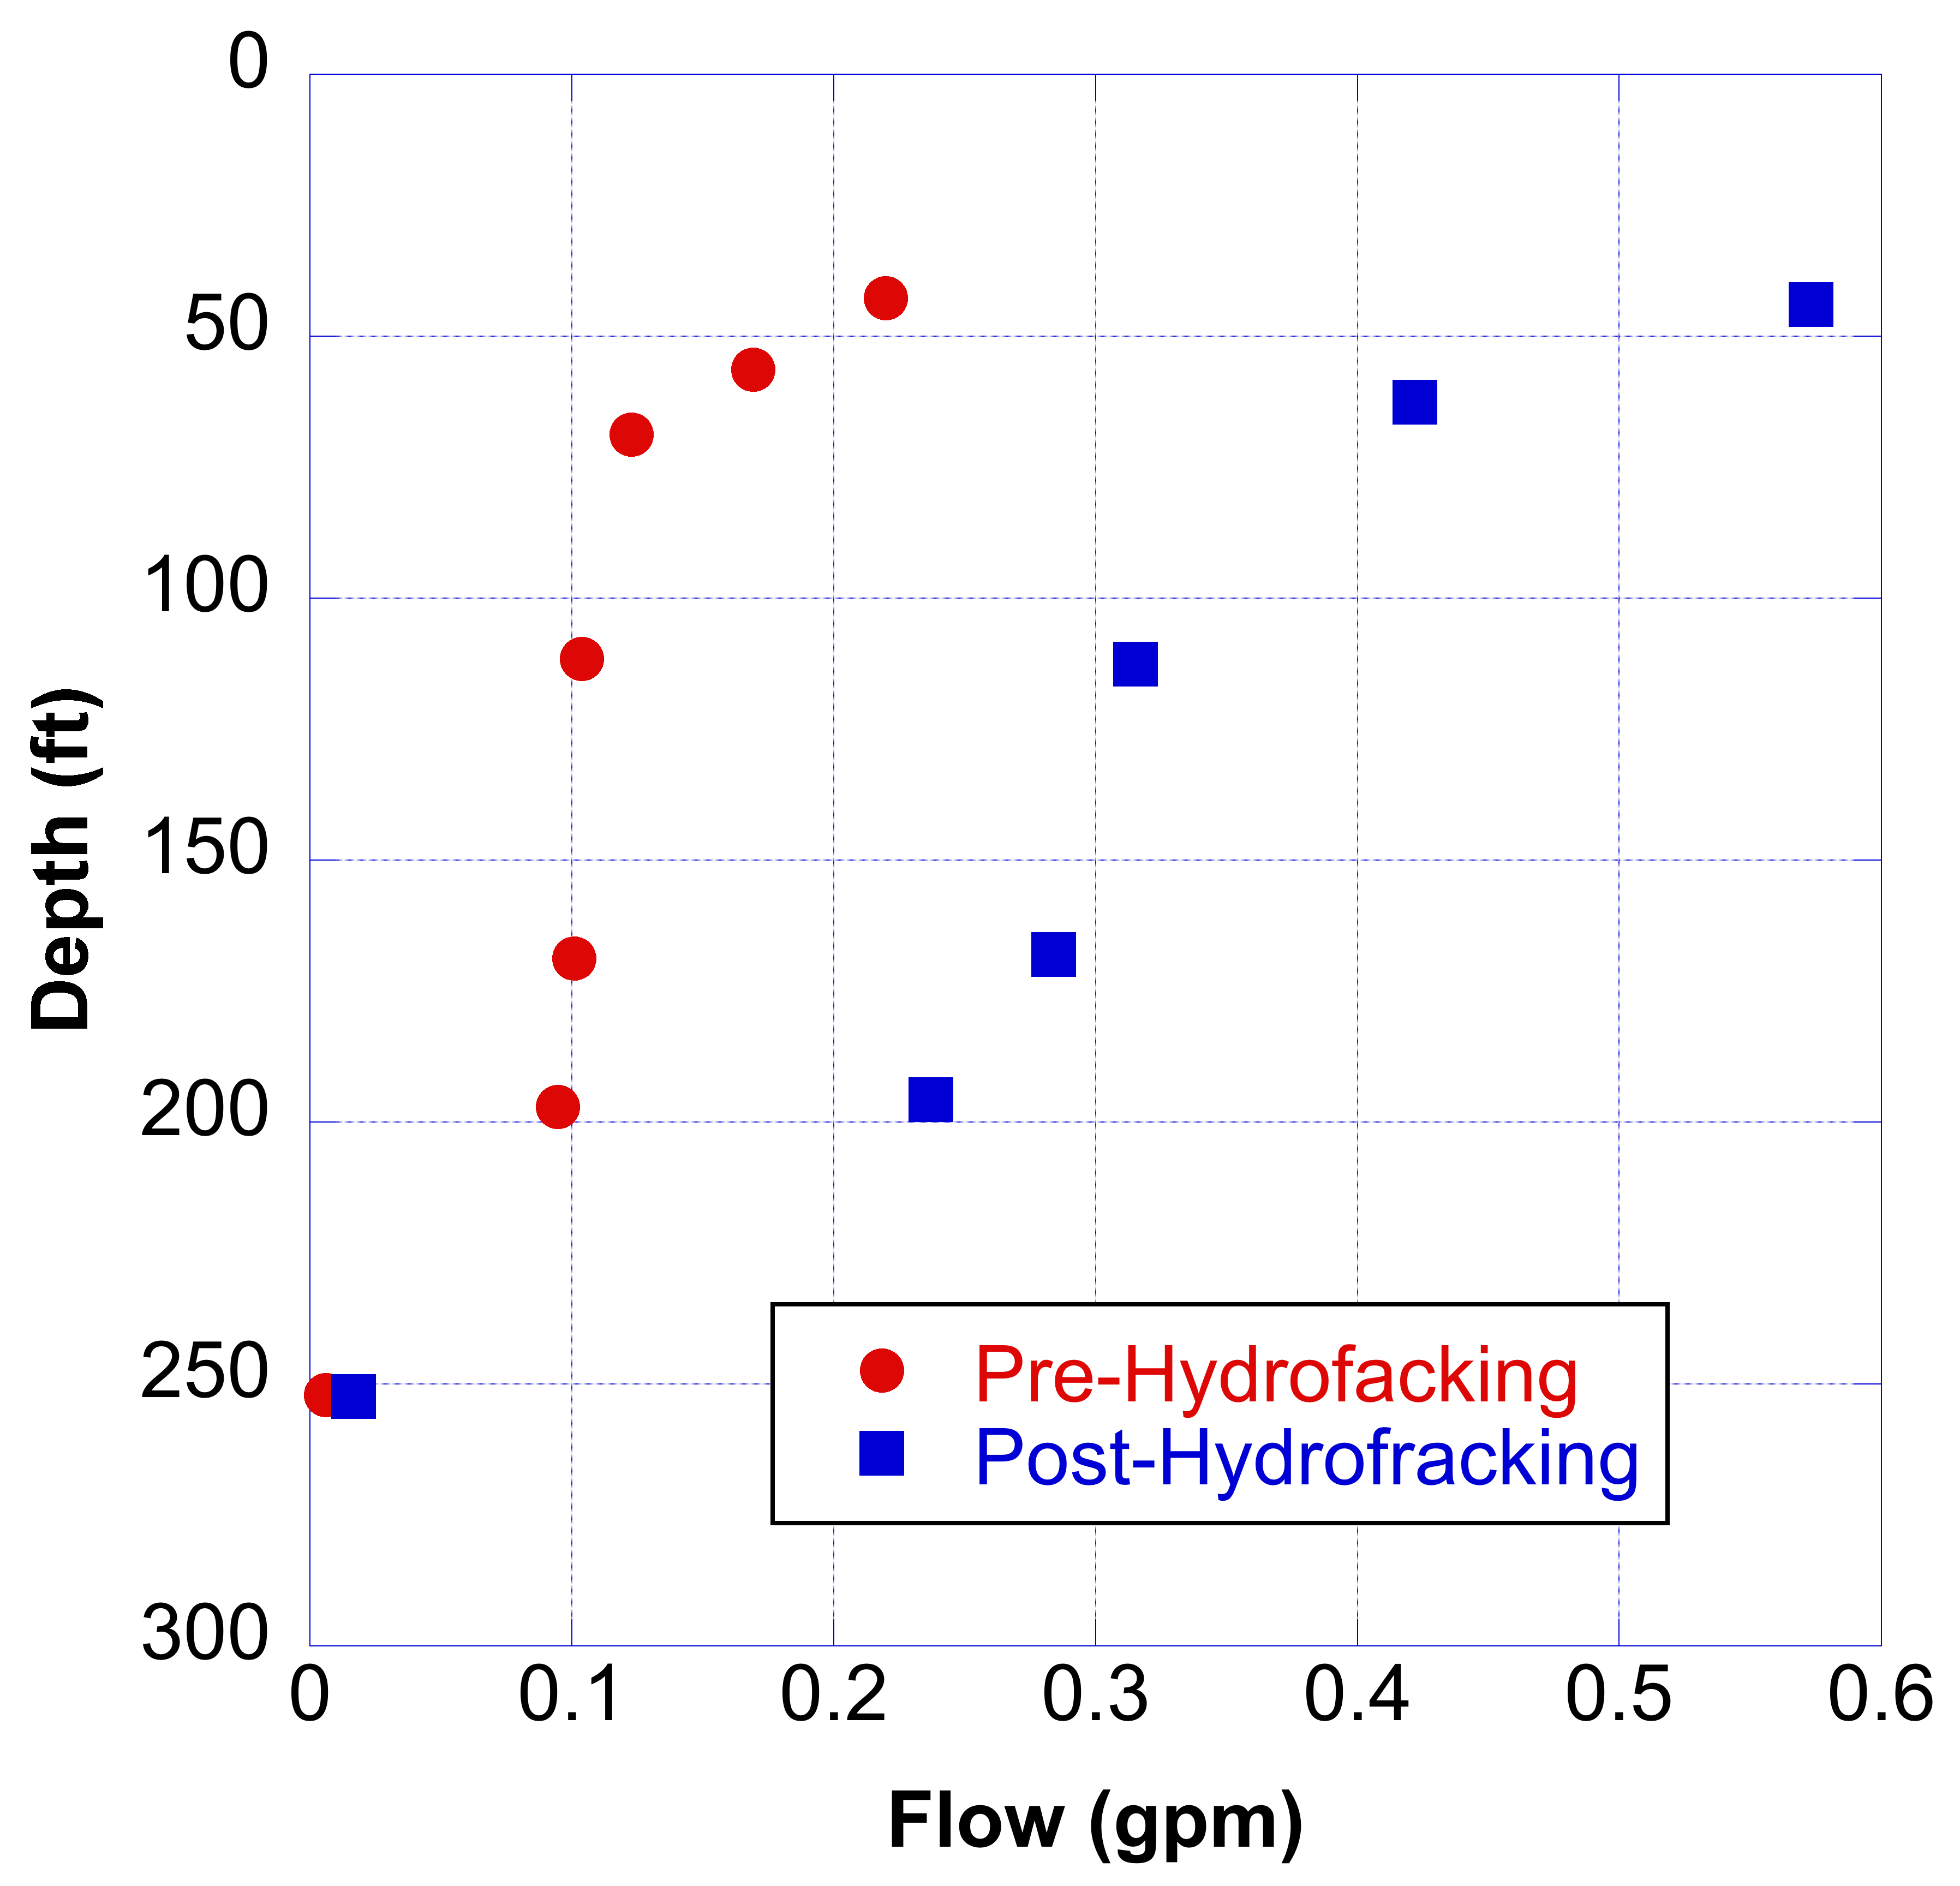 0
50
100
150
200
250
300
Depth (ft)
Pre-Hydrofacking
Post-Hydrofracking
0 0.1 0.2 0.3 0.4 0.5 0.6
Flow (gpm)